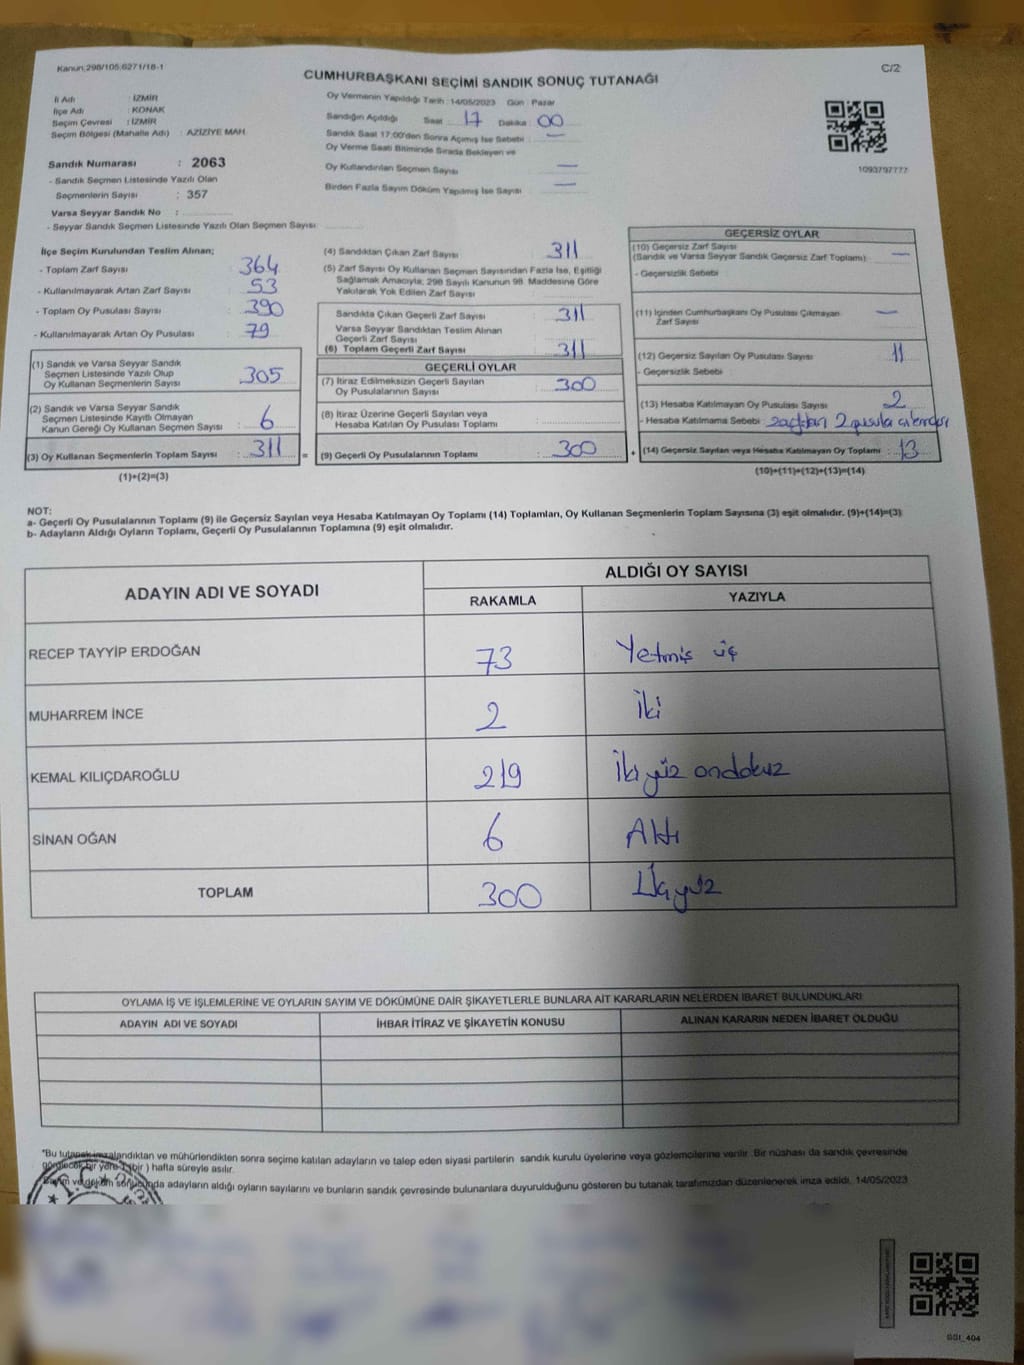 Kanun:298/105,6271/18-1
C/2
CUMHURBAŞKANI SEÇİMİ SANDIK SONUÇ TUTANAĞI
İl Adı : İZMİR
İlçe Adı : KONAK
Seçim Çevresi : İZMİR
Seçim Bölgesi (Mahalle Adı) : AZİZİYE MAH.
Sandık Numarası : 2063
- Sandık Seçmen Listesinde Yazılı Olan
Seçmenlerin Sayısı : 357
Varsa Seyyar Sandık No :
- Seyyar Sandık Seçmen Listesinde Yazılı Olan Seçmen Sayısı
Oy Vermenin Yapıldığı Tarih : 14/05/2023 Gün : Pazar
Sandığın Açıldığı Saat : 17 Dakika : 00
Sandık Saat 17:00'den Sonra Açımış İse Sebebi : —
Oy Verme Saati Bitiminde Sırada Bekleyen ve
Oy Kullandırılan Seçmen Sayısı —
Birden Fazla Sayım Döküm Yapılmış İse Sayısı —
1093797777
İlçe Seçim Kurulundan Teslim Alınan;
- Toplam Zarf Sayısı : 364
- Kullanılmayarak Artan Zarf Sayısı : 53
- Toplam Oy Pusulası Sayısı : 390
- Kullanılmayarak Artan Oy Pusulası : 79
(1) Sandık ve Varsa Seyyar Sandık
Seçmen Listesinde Yazılı Olup
Oy Kullanan Seçmenlerin Sayısı : 305
(2) Sandık ve Varsa Seyyar Sandık
Seçmen Listesinde Kayıtlı Olmayan
Kanun Gereği Oy Kullanan Seçmen Sayısı : 6
(3) Oy Kullanan Seçmenlerin Toplam Sayısı : 311 =
(1)+(2)=(3)
(4) Sandıktan Çıkan Zarf Sayısı 311
(5) Zarf Sayısı Oy Kullanan Seçmen Sayısından Fazla İse, Eşitliği
Sağlamak Amacıyla; 298 Sayılı Kanunun 98. Maddesine Göre
Yakılarak Yok Edilen Zarf Sayısı
Sandıkta Çıkan Geçerli Zarf Sayısı : 311
Varsa Seyyar Sandıktan Teslim Alınan
Geçerli Zarf Sayısı
(6) Toplam Geçerli Zarf Sayısı : 311
GEÇERLİ OYLAR
(7) İtiraz Edilmeksizin Geçerli Sayılan
Oy Pusulalarının Sayısı : 300
(8) İtiraz Üzerine Geçerli Sayılan veya
Hesaba Katılan Oy Pusulası Toplamı
(9) Geçerli Oy Pusulalarının Toplamı : 300 +
GEÇERSİZ OYLAR
(10) Geçersiz Zarf Sayısı
(Sandık ve Varsa Seyyar Sandık Geçersiz Zarf Toplamı) : —
- Geçersizlik Sebebi
(11) İçinden Cumhurbaşkanı Oy Pusulası Çıkmayan
Zarf Sayısı —
(12) Geçersiz Sayılan Oy Pusulası Sayısı : 11
- Geçersizlik Sebebi :
(13) Hesaba Katılmayan Oy Pusulası Sayısı : 2
- Hesaba Katılmama Sebebi : 2 pusula
(14) Geçersiz Sayılan veya Hesaba Katılmayan Oy Toplamı : 13
(10)+(11)+(12)+(13)=(14)
NOT:
a- Geçerli Oy Pusulalarının Toplamı (9) ile Geçersiz Sayılan veya Hesaba Katılmayan Oy Toplamı (14) Toplamları, Oy Kullanan Seçmenlerin Toplam Sayısına (3) eşit olmalıdır. (9)+(14)=(3)
b- Adayların Aldığı Oyların Toplamı, Geçerli Oy Pusulalarının Toplamına (9) eşit olmalıdır.
ADAYIN ADI VE SOYADI
ALDIĞI OY SAYISI
RAKAMLA YAZIYLA
RECEP TAYYİP ERDOĞAN 73 Yetmiş üç
MUHARREM İNCE 2 İki
KEMAL KILIÇDAROĞLU 219 İki yüz ondokuz
SİNAN OĞAN 6 Altı
TOPLAM 300 Üçyüz
OYLAMA İŞ VE İŞLEMLERİNE VE OYLARIN SAYIM VE DÖKÜMÜNE DAİR ŞİKAYETLERLE BUNLARA AİT KARARLARIN NELERDEN İBARET BULUNDUKLARI
ADAYIN ADI VE SOYADI İHBAR İTİRAZ VE ŞİKAYETİN KONUSU ALINAN KARARIN NEDEN İBARET OLDUĞU
*Bu tutanak imzalandıktan ve mühürlendikten sonra seçime katılan adayların ve talep eden siyasi partilerin sandık kurulu üyelerine veya gözlemcilerine verilir. Bir nüshası da sandık çevresinde
görülecek bir yere 1 (bir ) hafta süreyle asılır.
Sayım ve döküm sonucunda adayların aldığı oyların sayılarını ve bunların sandık çevresinde bulunanlara duyurulduğunu gösteren bu tutanak tarafımızdan düzenlenerek imza edildi. 14/05/2023
T.C.
SSI_404